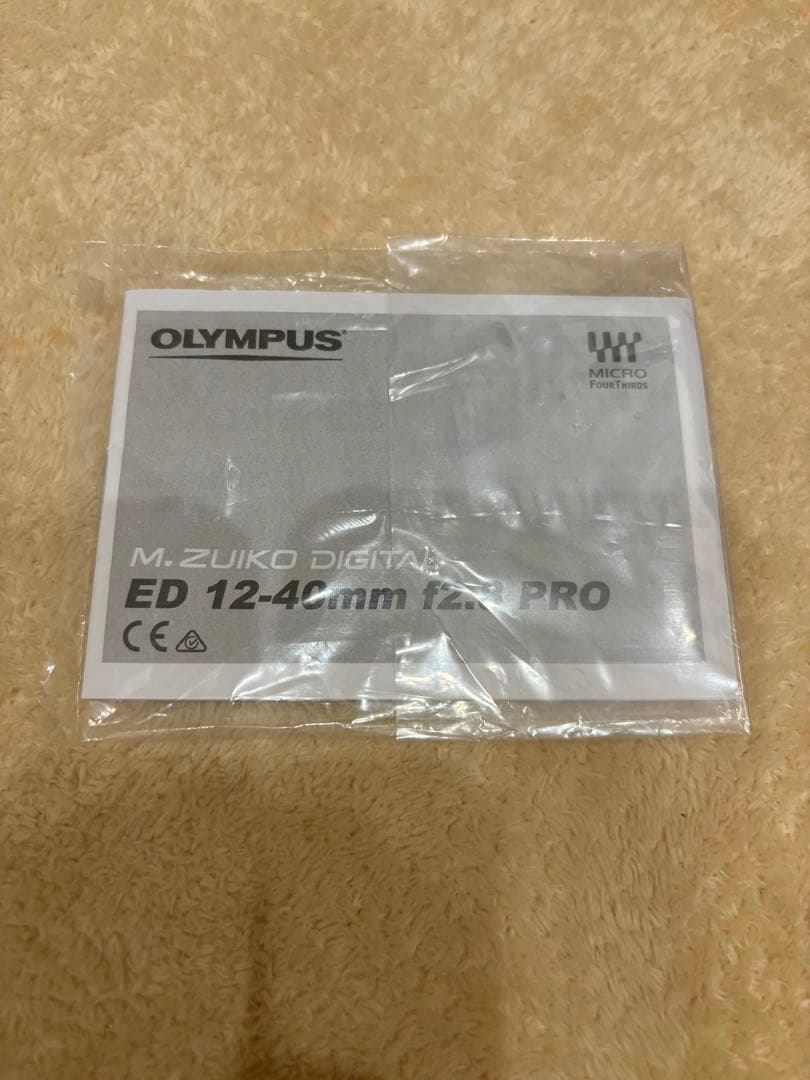 OLYMPUS®
MICRO
FOURTHIRDS
M. ZUIKO DIGITAL
ED 12-40mm f2.8 PRO
CE